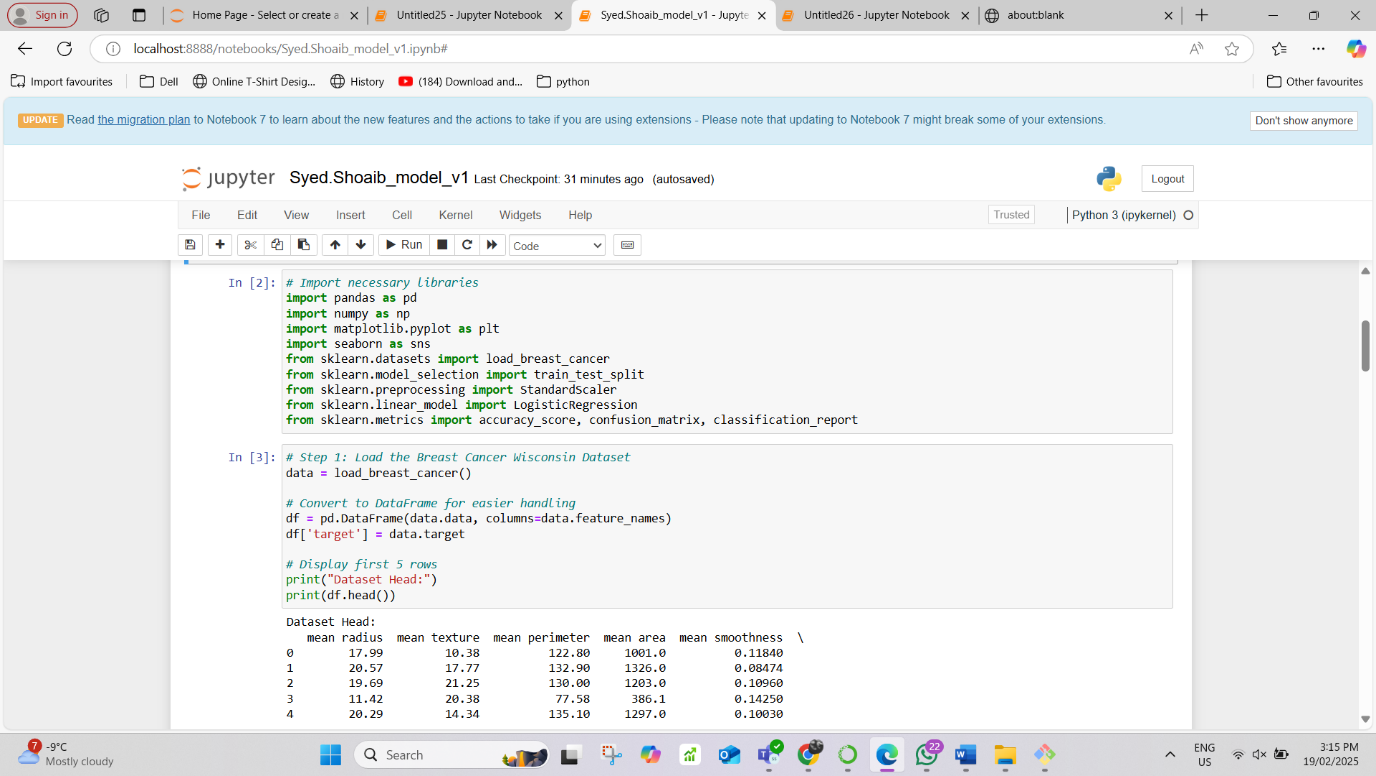 Sign in
Home Page - Select or create a
Untitled25 - Jupyter Notebook
Syed.Shoaib_model_v1 - Jupyte
Untitled26 - Jupyter Notebook
about:blank
localhost:8888/notebooks/Syed.Shoaib_model_v1.ipynb#
Import favourites
Dell
Online T-Shirt Desig...
History
(184) Download and...
python
Other favourites
UPDATE Read the migration plan to Notebook 7 to learn about the new features and the actions to take if you are using extensions - Please note that updating to Notebook 7 might break some of your extensions.
Don't show anymore
jupyter Syed.Shoaib_model_v1 Last Checkpoint: 31 minutes ago (autosaved)
Logout
File Edit View Insert Cell Kernel Widgets Help
Trusted
Python 3 (ipykernel)
Run
Code
In [2]: # Import necessary libraries
import pandas as pd
import numpy as np
import matplotlib.pyplot as plt
import seaborn as sns
from sklearn.datasets import load_breast_cancer
from sklearn.model_selection import train_test_split
from sklearn.preprocessing import StandardScaler
from sklearn.linear_model import LogisticRegression
from sklearn.metrics import accuracy_score, confusion_matrix, classification_report
In [3]: # Step 1: Load the Breast Cancer Wisconsin Dataset
data = load_breast_cancer()
# Convert to DataFrame for easier handling
df = pd.DataFrame(data.data, columns=data.feature_names)
df['target'] = data.target
# Display first 5 rows
print("Dataset Head:")
print(df.head())
Dataset Head:
mean radius mean texture mean perimeter mean area mean smoothness \
0 17.99 10.38 122.80 1001.0 0.11840
1 20.57 17.77 132.90 1326.0 0.08474
2 19.69 21.25 130.00 1203.0 0.10960
3 11.42 20.38 77.58 386.1 0.14250
4 20.29 14.34 135.10 1297.0 0.10030
7
-9°C
Mostly cloudy
Search
22
ENG
US
3:15 PM
19/02/2025